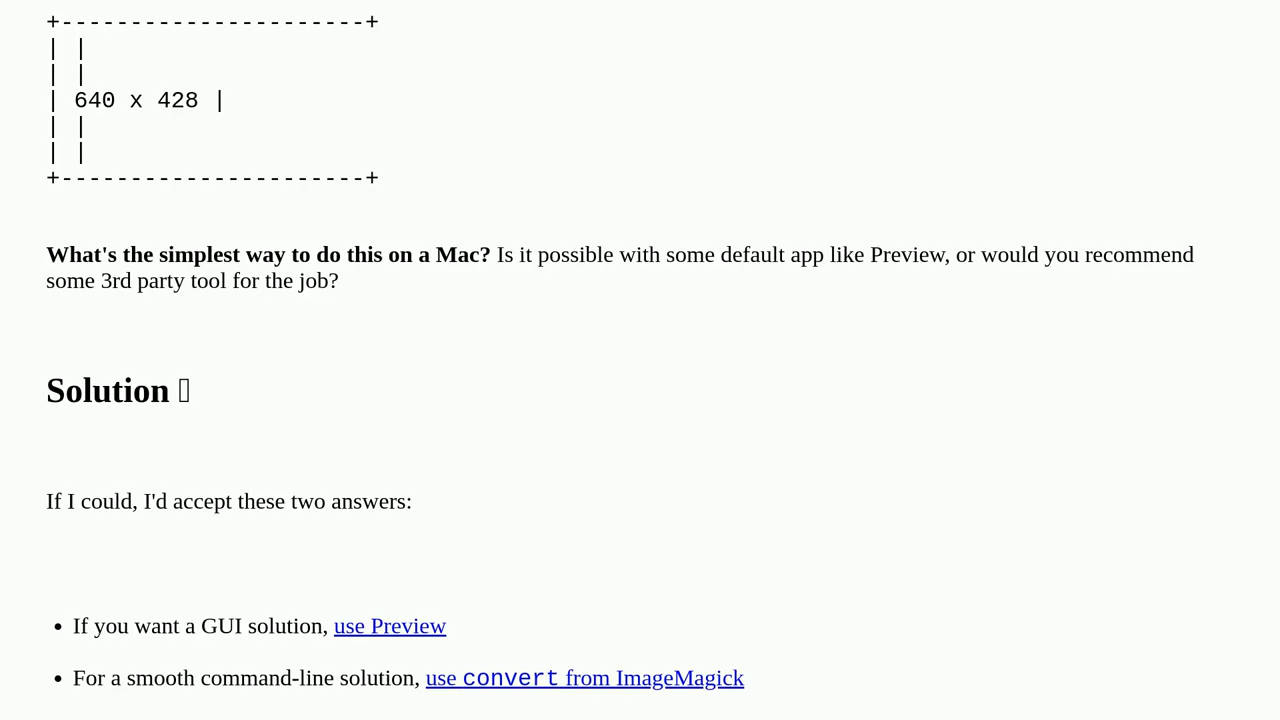 +----------------------+
| |
| |
| 640 x 428 |
| |
| |
+----------------------+
What's the simplest way to do this on a Mac? Is it possible with some default app like Preview, or would you recommend
some 3rd party tool for the job?
Solution
If I could, I'd accept these two answers:
• If you want a GUI solution, use Preview
• For a smooth command-line solution, use convert from ImageMagick